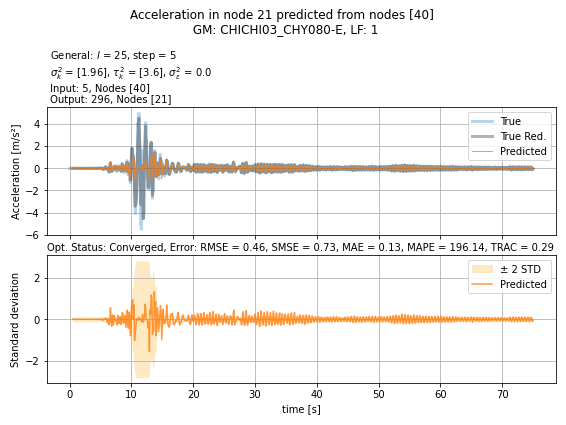 Acceleration in node 21 predicted from nodes [40]
GM: CHICHI03_CHY080-E, LF: 1
General: l = 25, step = 5
σ²ₖ = [1.96], τ²ₖ = [3.6], σ²ε = 0.0
Input: 5, Nodes [40]
Output: 296, Nodes [21]
4
2
0
−2
−4
−6
Acceleration [m/s²]
True
True Red.
Predicted
Opt. Status: Converged, Error: RMSE = 0.46, SMSE = 0.73, MAE = 0.13, MAPE = 196.14, TRAC = 0.29
2
0
−2
Standard deviation
± 2 STD
Predicted
0 10 20 30 40 50 60 70
time [s]